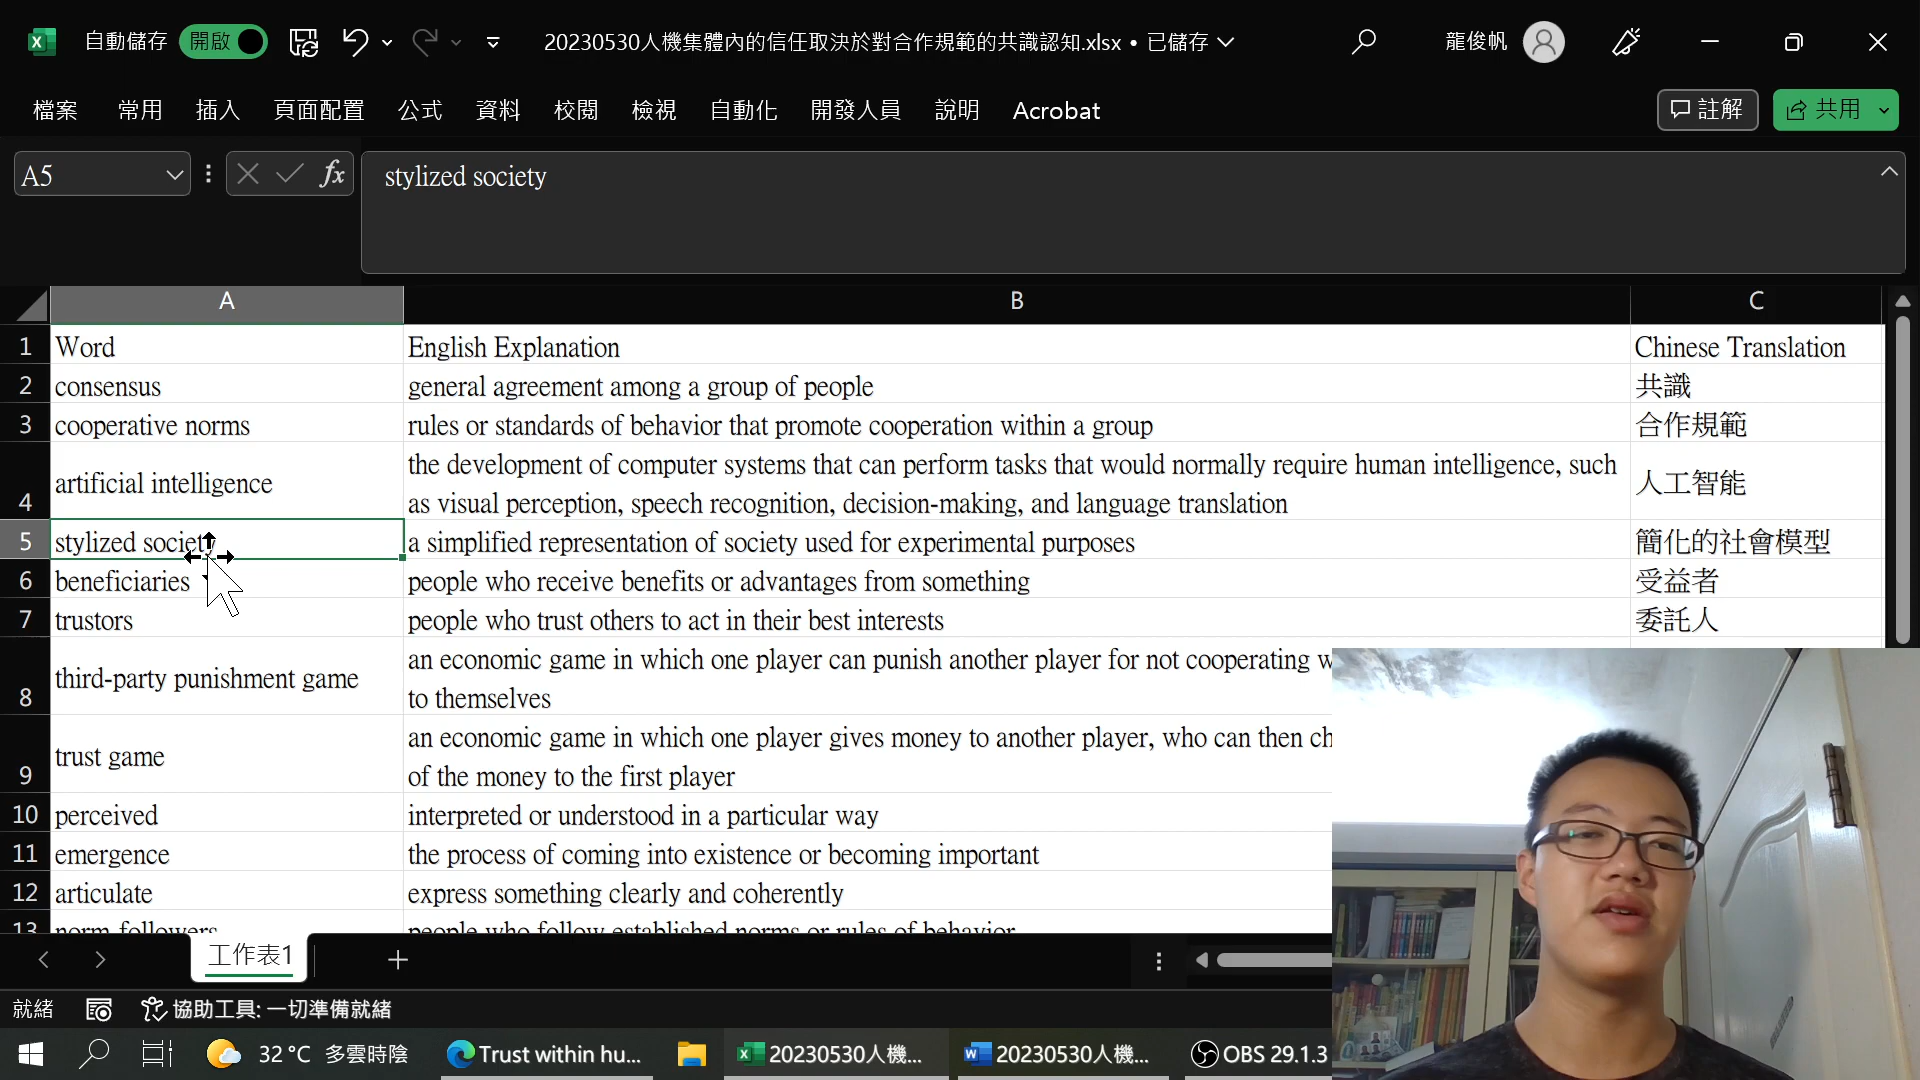 自動儲存 開啟 20230530人機集體內的信任取決於對合作規範的共識認知.xlsx • 已儲存 龍俊帆
檔案 常用 插入 頁面配置 公式 資料 校閱 檢視 自動化 開發人員 說明 Acrobat 註解 共用
A5 fx stylized society
A B C
1 Word English Explanation Chinese Translation
2 consensus general agreement among a group of people 共識
3 cooperative norms rules or standards of behavior that promote cooperation within a group 合作規範
4 artificial intelligence the development of computer systems that can perform tasks that would normally require human intelligence, such
as visual perception, speech recognition, decision-making, and language translation 人工智能
5 stylized society a simplified representation of society used for experimental purposes 簡化的社會模型
6 beneficiaries people who receive benefits or advantages from something 受益者
7 trustors people who trust others to act in their best interests 委託人
8 third-party punishment game an economic game in which one player can punish another player for not cooperating
to themselves
9 trust game an economic game in which one player gives money to another player, who can then ch
of the money to the first player
10 perceived interpreted or understood in a particular way
11 emergence the process of coming into existence or becoming important
12 articulate express something clearly and coherently
13 norm followers people who follow established norms or rules of behavior
工作表1
就緒 協助工具: 一切準備就緒
32°C 多雲時陰 Trust within hu... 20230530人機... 20230530人機... OBS 29.1.3